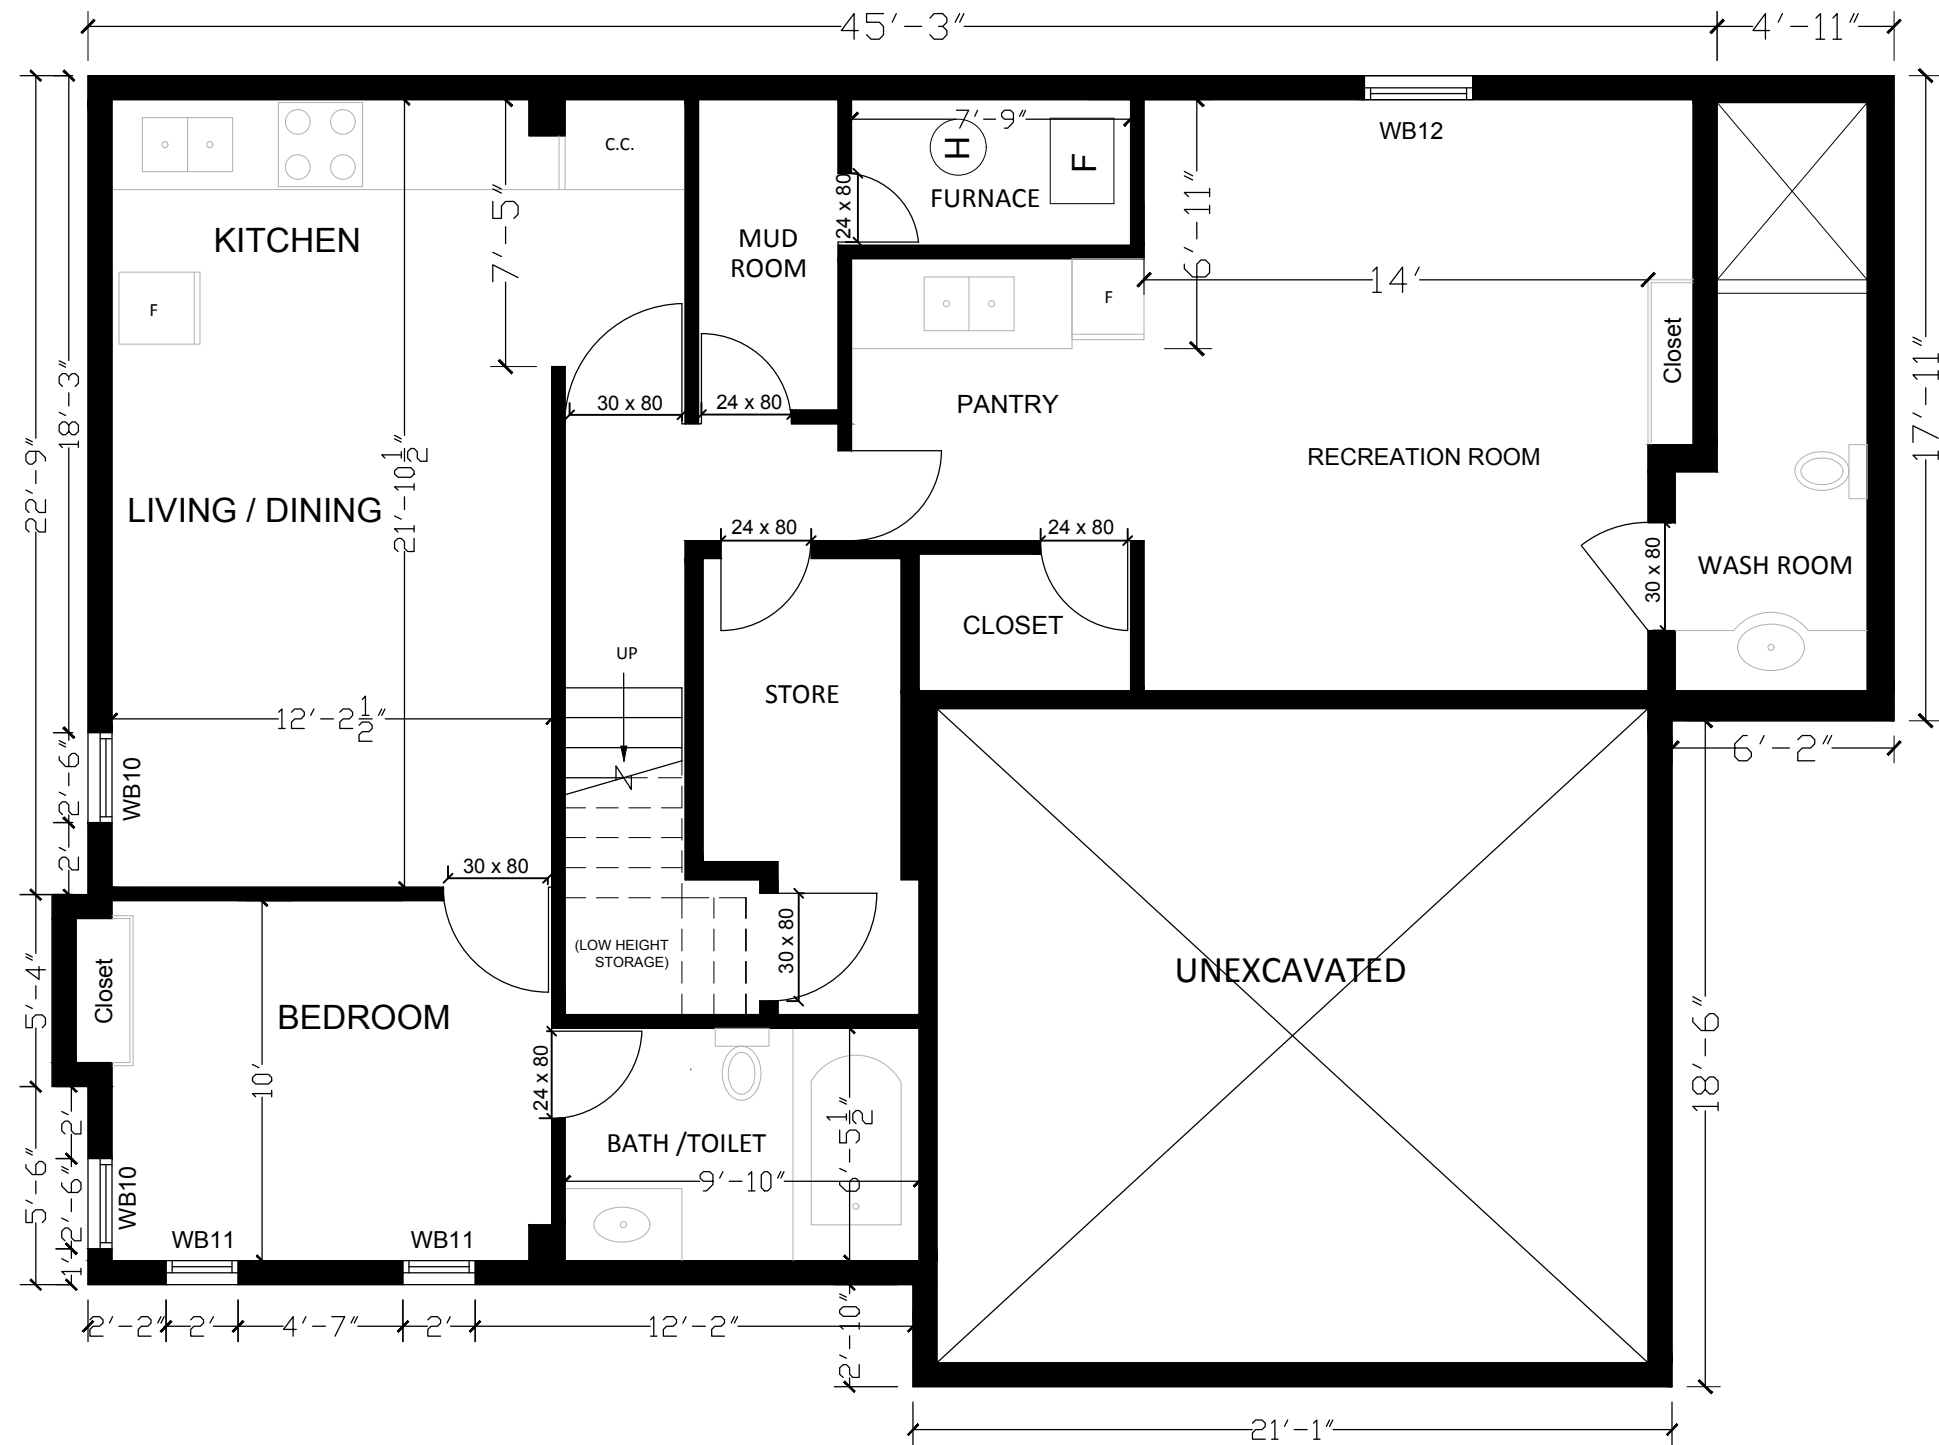 45'-3"
4'-11"
C.C.
7'-9"
H
F
FURNACE
24 x 80
WB12
KITCHEN
MUD
ROOM
7'-5"
6'-11"
14'
F
F
18'-3"
22'-9"
17'-11"
Closet
30 x 80
24 x 80
PANTRY
RECREATION ROOM
LIVING / DINING
21'-10 1/2"
24 x 80
24 x 80
30 x 80
WASH ROOM
CLOSET
UP
STORE
12'-2 1/2"
2'-6"
WB10
6'-2"
2'
30 x 80
30 x 80
(LOW HEIGHT
STORAGE)
5'-4"
Closet
BEDROOM
UNEXCAVATED
10'
24 x 80
18'-6"
BATH /TOILET
6'-5 1/2"
9'-10"
2'
5'-6"
2'-6"
WB10
1'
WB11
WB11
2'-2"
2'
4'-7"
2'
12'-2"
2'-10"
21'-1"